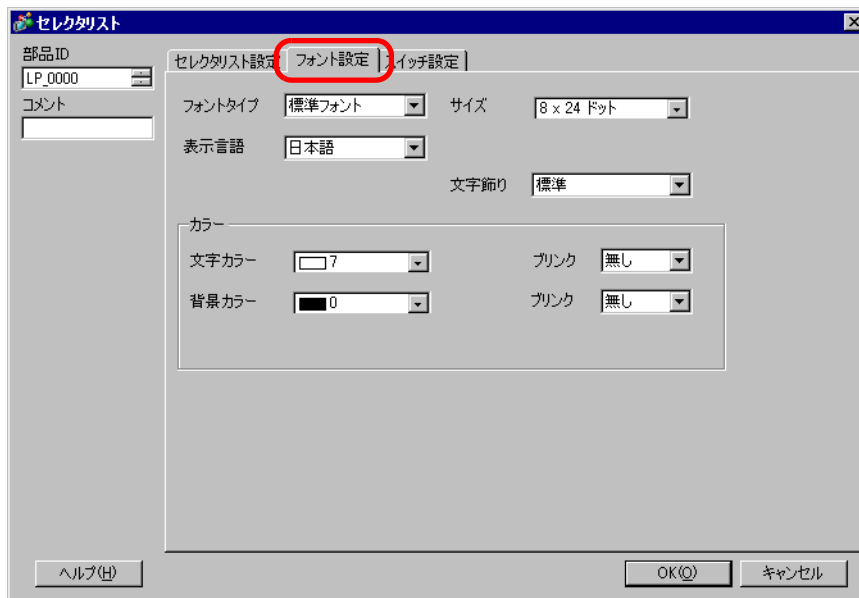 セレクタリスト
部品ID
LP_0000
コメント
セレクタリスト設定 フォント設定 スイッチ設定
フォントタイプ 標準フォント サイズ 8 x 24 ドット
表示言語 日本語
文字飾り 標準
カラー
文字カラー 7 ブリンク 無し
背景カラー 0 ブリンク 無し
ヘルプ(H) OK(O) キャンセル